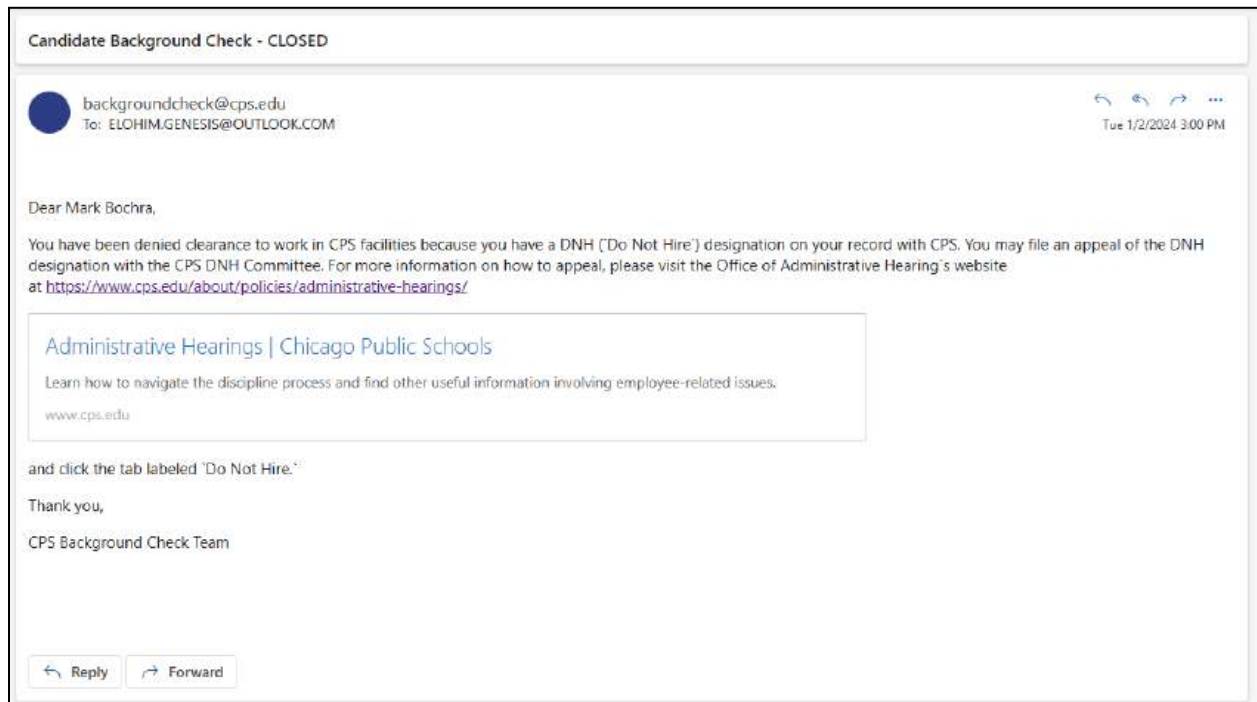 Candidate Background Check - CLOSED
backgroundcheck@cps.edu
To: ELOHIM.GENESIS@OUTLOOK.COM
Tue 1/2/2024 3:00 PM
Dear Mark Bochra,
You have been denied clearance to work in CPS facilities because you have a DNH (`Do Not Hire`) designation on your record with CPS. You may file an appeal of the DNH
designation with the CPS DNH Committee. For more information on how to appeal, please visit the Office of Administrative Hearing`s website
at https://www.cps.edu/about/policies/administrative-hearings/
Administrative Hearings | Chicago Public Schools
Learn how to navigate the discipline process and find other useful information involving employee-related issues.
www.cps.edu
and click the tab labeled `Do Not Hire.`
Thank you,
CPS Background Check Team
Reply Forward